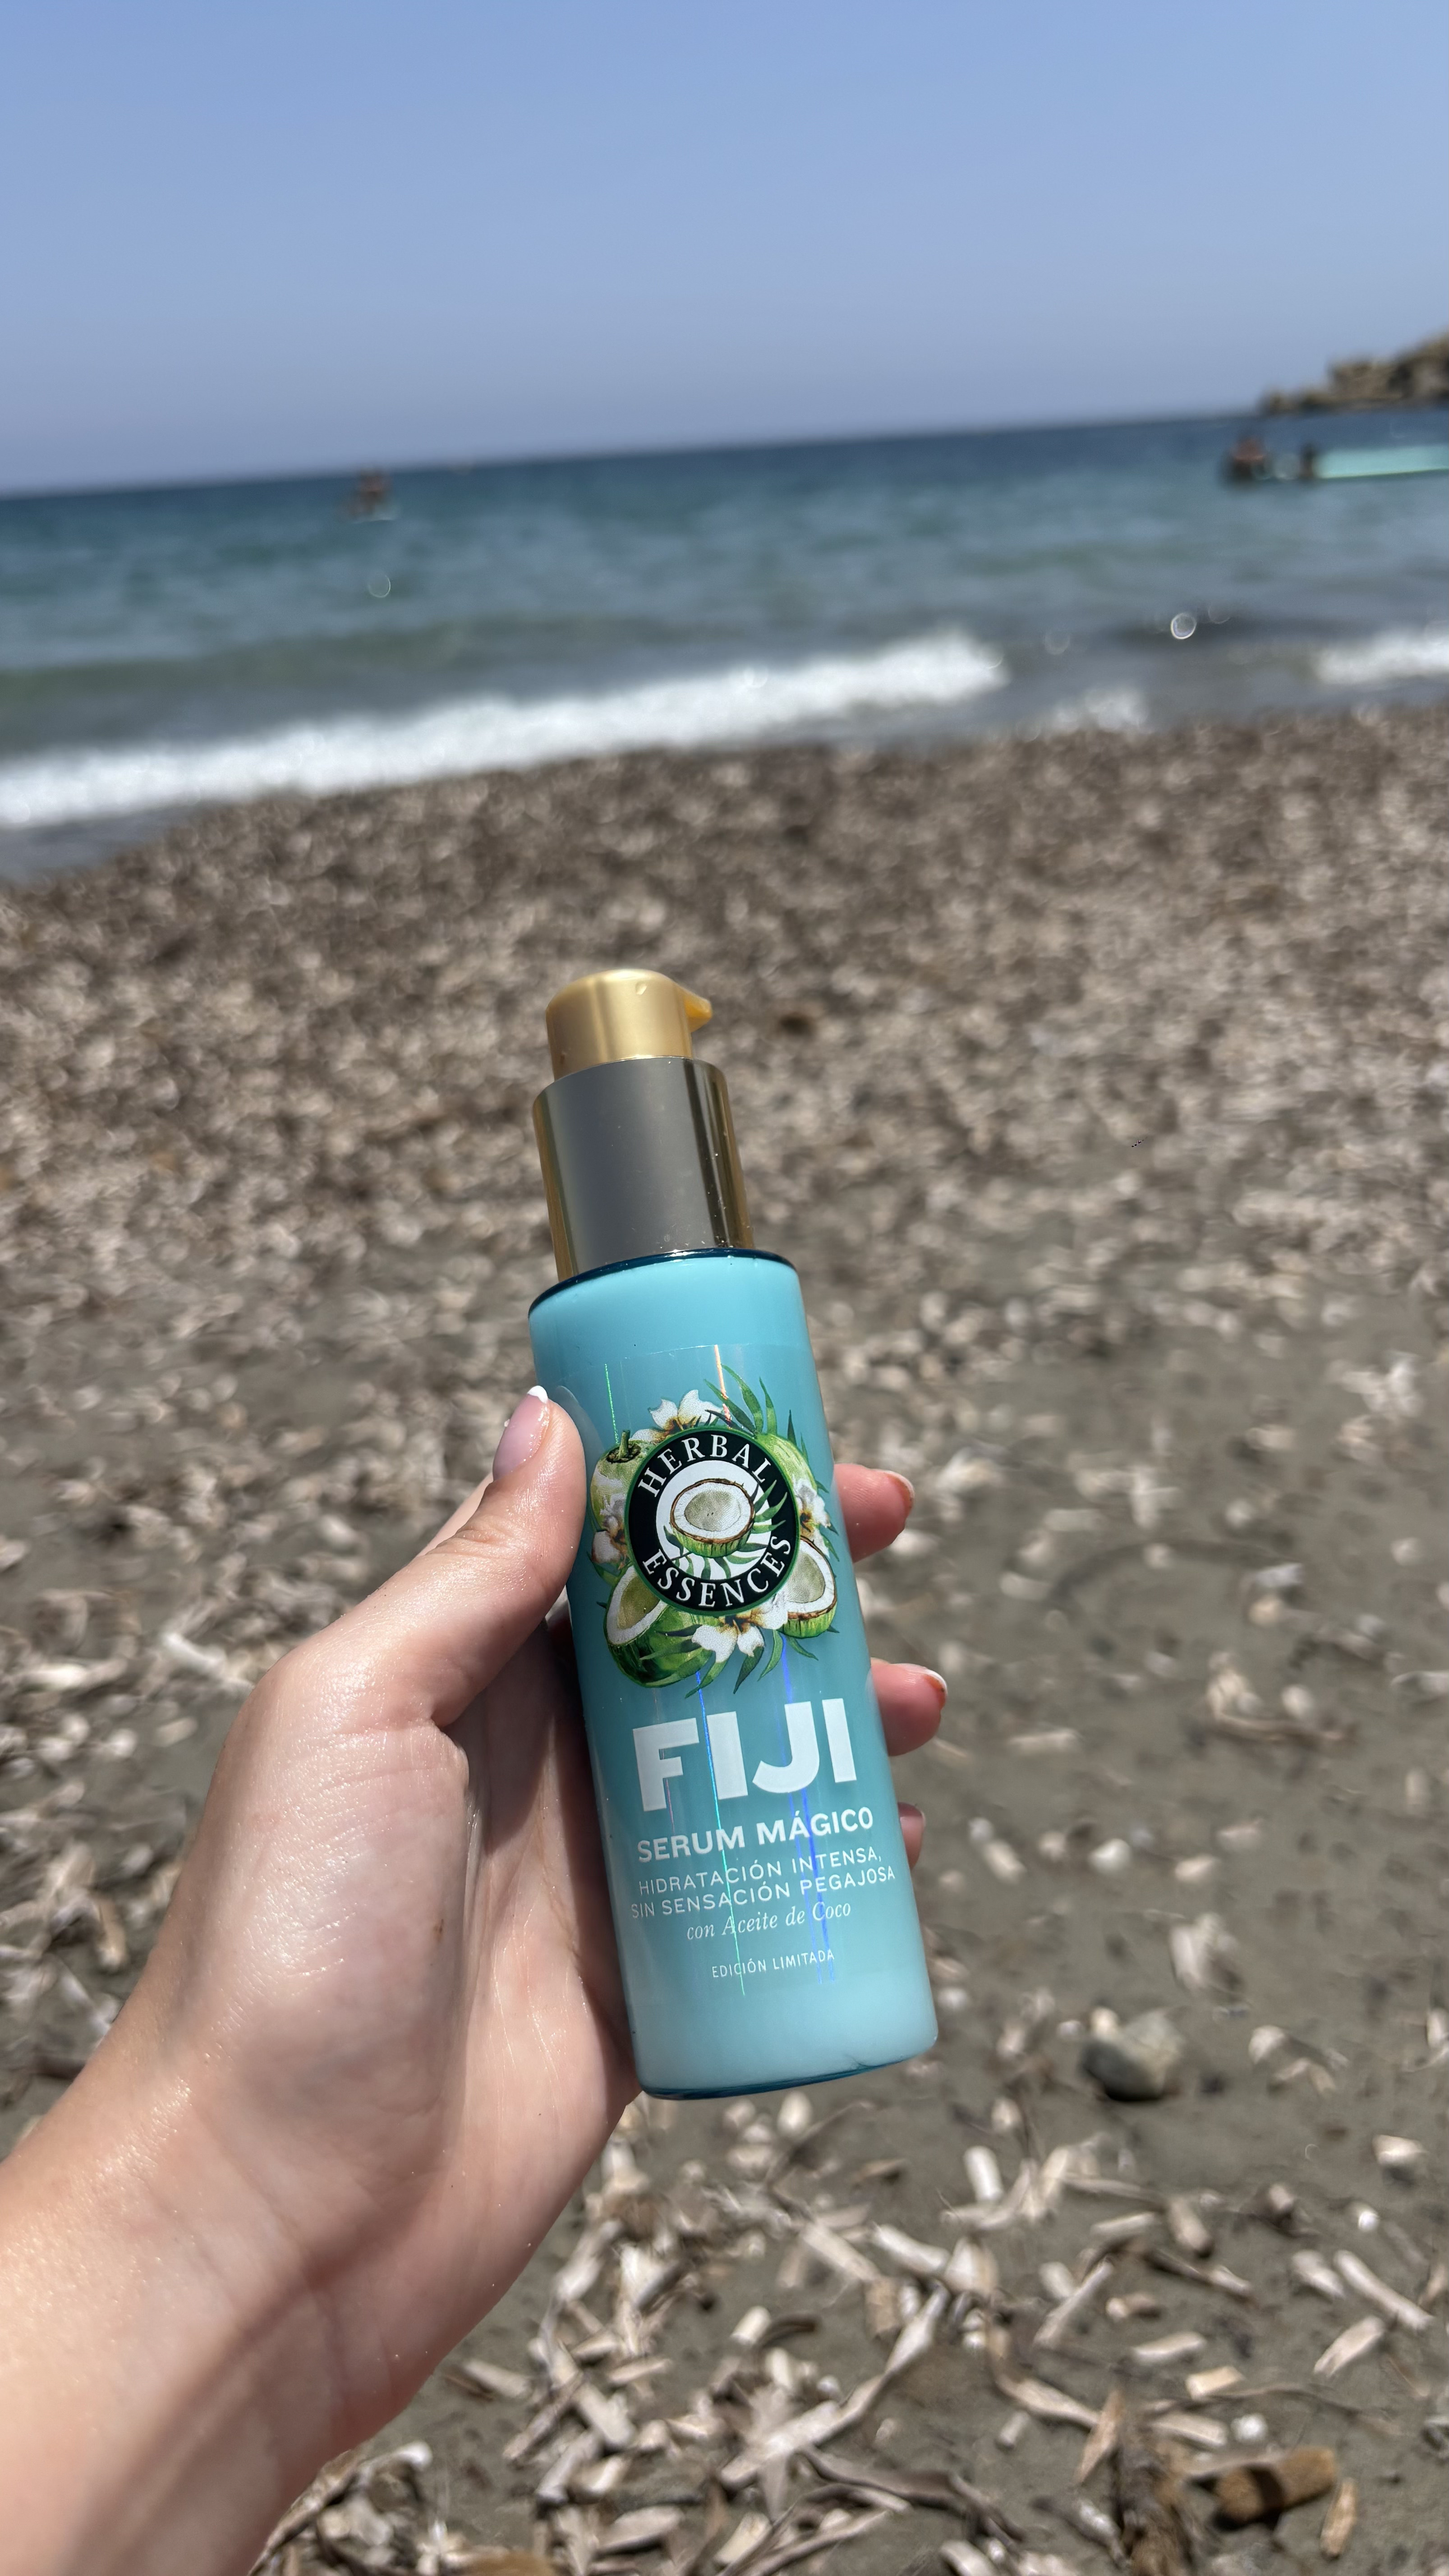 HERBAL
ESSENCES
FIJI
SERUM MÁGICO
HIDRATACIÓN INTENSA,
SIN SENSACIÓN PEGAJOSA
con Aceite de Coco
EDICIÓN LIMITADA